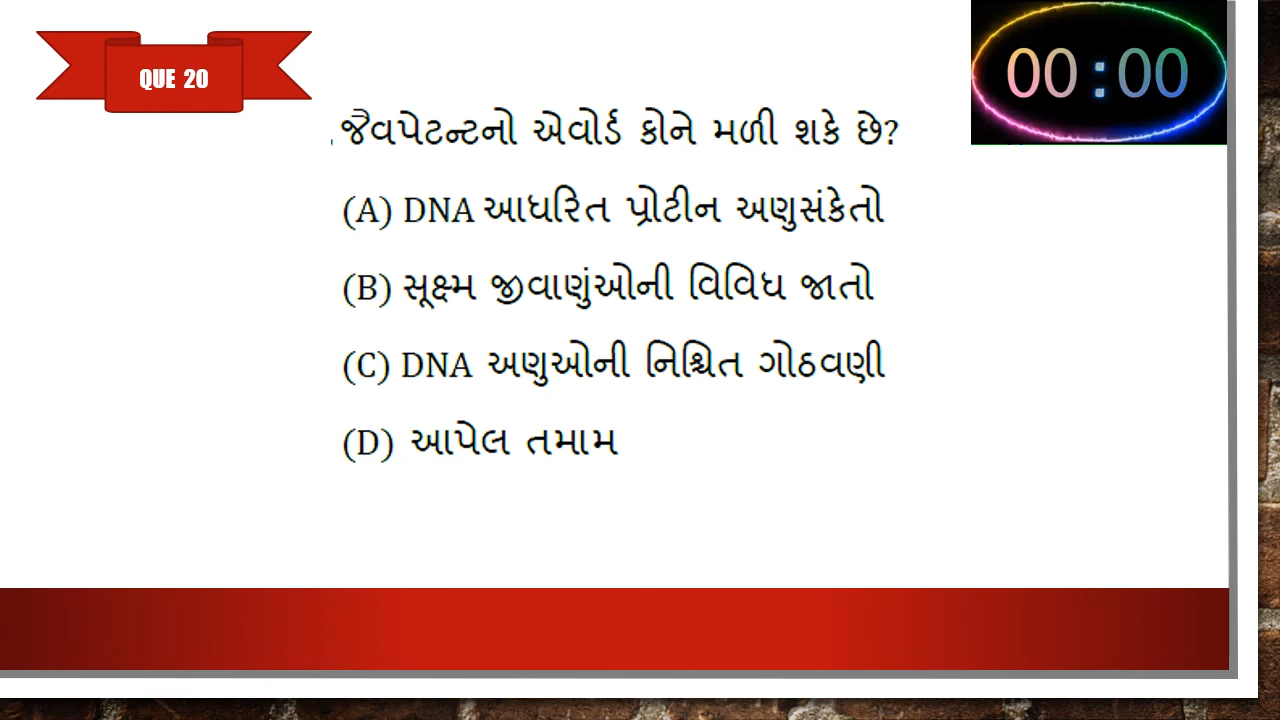 QUE 20
00:00
જૈવપેટન્ટનો એવોર્ડ કોને મળી શકે છે?
(A) DNA આધરિત પ્રોટીન અણુસંકેતો
(B) સૂક્ષ્મ જીવાણુંઓની વિવિધ જાતો
(C) DNA અણુઓની નિશ્ચિત ગોઠવણી
(D) આપેલ તમામ